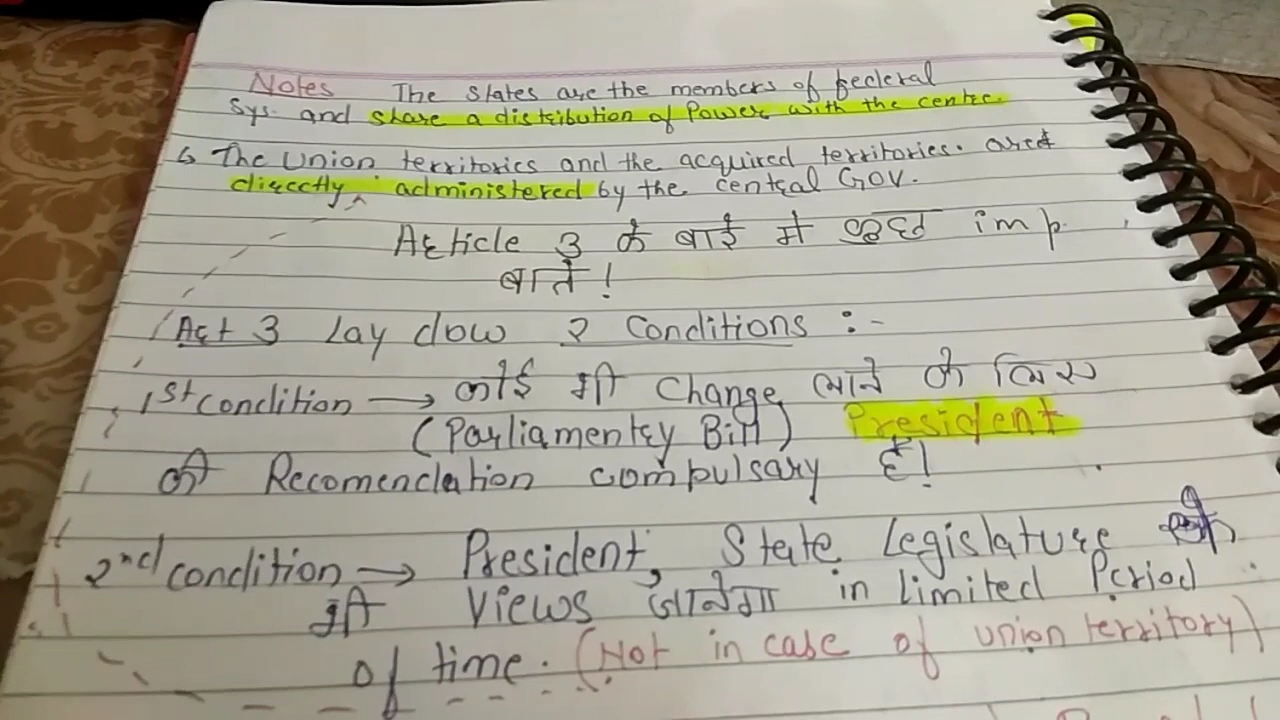 Notes The States are the members of federal
Sys. and share a distribution of Power with the centre.
↳ The Union territories and the acquired territories. are
directly administered by the central Gov.
Article 3 के बारे में कुछ imp.
बाते!
Art 3 Lay dow 2 Conditions :-
1st condition → कोई भी Change लाने के लिए
(Parliamentry Bill) President
की Recomendation compulsary है!
2nd condition → President, State Legislature की
भी Views जानेगा in limited Period
of time. (Not in case of union territory)